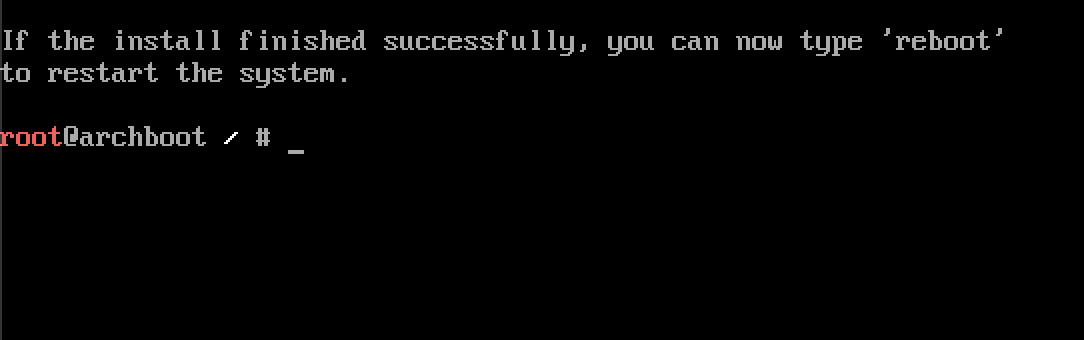 If the install finished successfully, you can now type 'reboot'
to restart the system.
root@archboot / # _